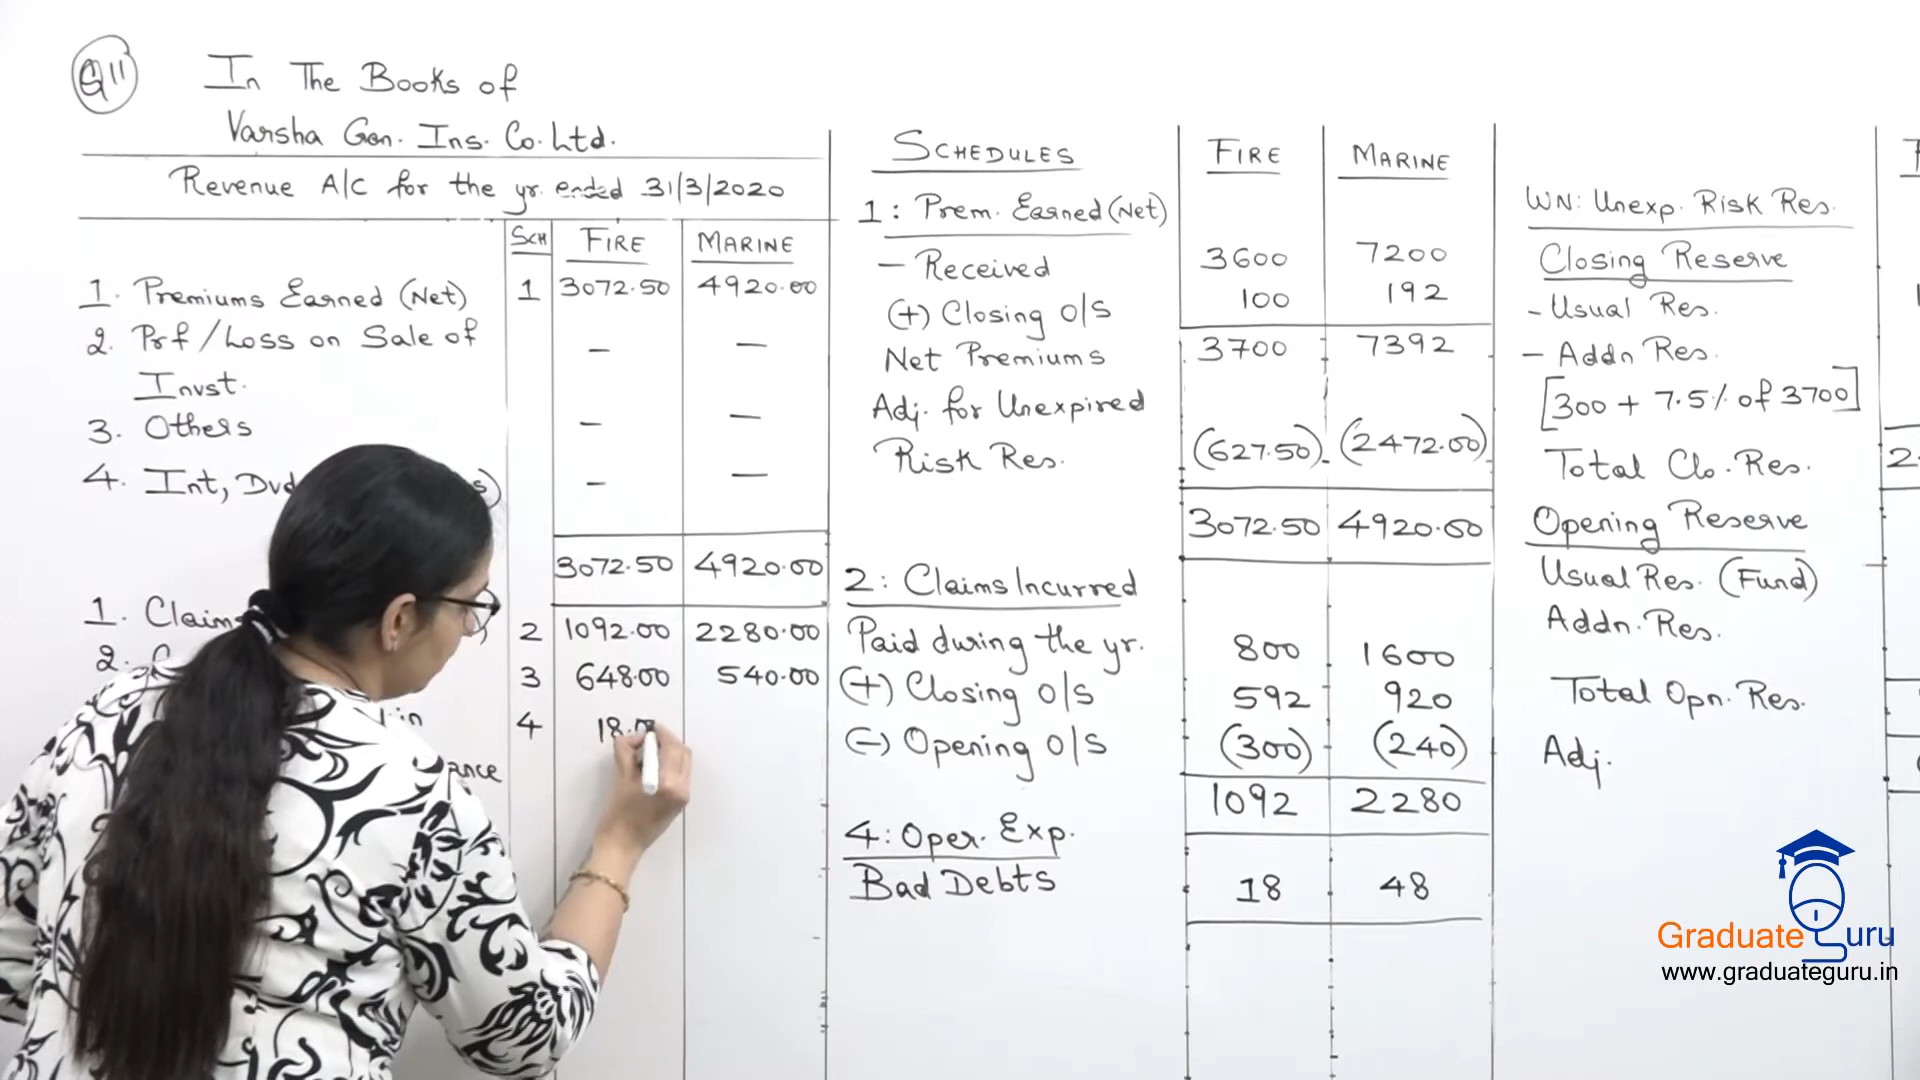 Q11
In The Books of
Varsha Gen. Ins. Co. Ltd.
Revenue A/C for the yr. ended 31/3/2020
SCH FIRE MARINE
1. Premiums Earned (Net) 1 3072.50 4920.00
2. Prf/Loss on Sale of
Invst. — —
3. Others — —
4. Int, Dvd — —
3072.50 4920.00
1. Claims 2 1092.00 2280.00
2. 3 648.00 540.00
4 18.0
SCHEDULES FIRE MARINE
1: Prem. Earned (Net)
— Received 3600 7200
(+) Closing O/S 100 192
Net Premiums 3700 7392
Adj. for Unexpired
Risk Res. (627.50) (2472.00)
3072.50 4920.00
2: Claims Incurred
Paid during the yr. 800 1600
(+) Closing O/S 592 920
(-) Opening O/S (300) (240)
1092 2280
4: Oper. Exp.
Bad Debts 18 48
WN: Unexp. Risk Res.
Closing Reserve
- Usual Res.
- Addn Res.
[300 + 7.5% of 3700]
Total Clo. Res. 2
Opening Reserve
Usual Res. (Fund)
Addn. Res.
Total Opn. Res.
Adj.
Graduate Guru
www.graduateguru.in